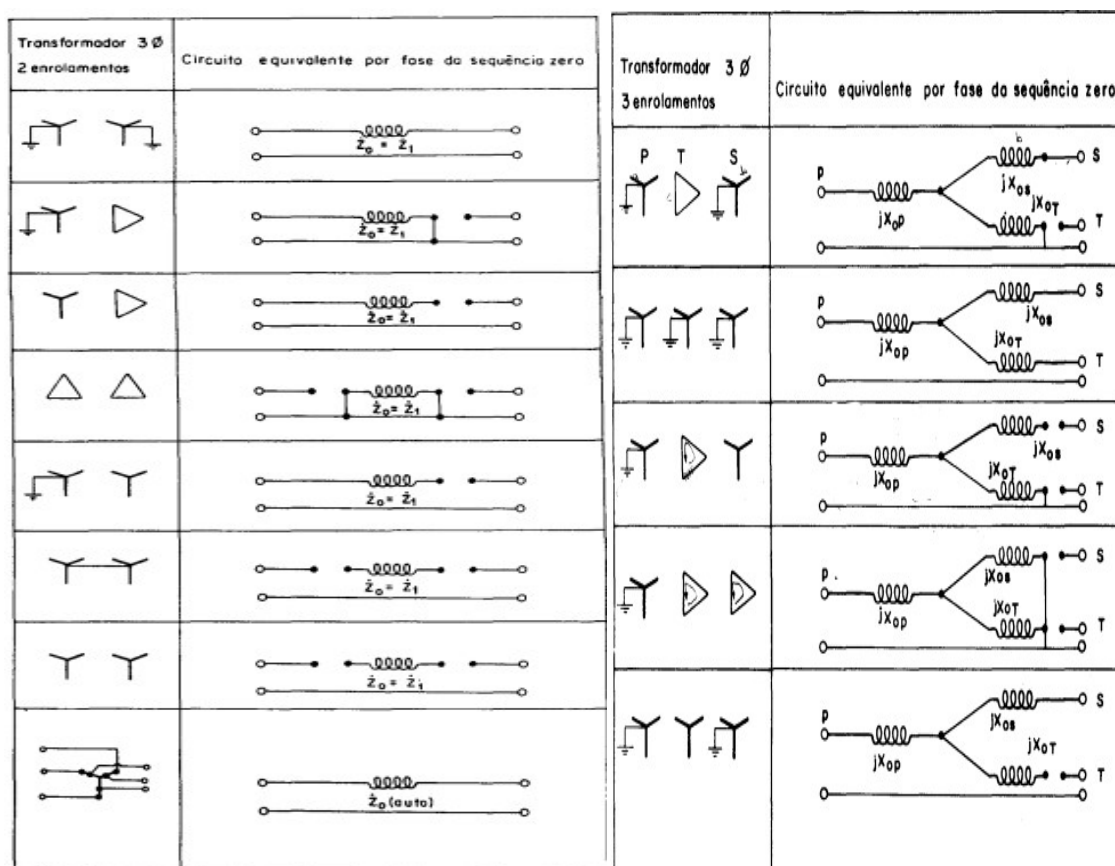 Transformador 3Ø
2 enrolamentos
Circuito equivalente por fase da sequência zero
Ż₀ = Ż₁
Ż₀ = Ż₁
Ż₀ = Ż₁
Ż₀ = Ż₁
Ż₀ = Ż₁
Ż₀ = Ż₁
Ż₀ = Ż₁
Ż₀ (auto)
Transformador 3Ø
3 enrolamentos
Circuito equivalente por fase da sequência zero
P T S
P
jX₀P
jX₀S
jX₀T
S
T
P
jX₀P
jX₀S
jX₀T
S
T
P
jX₀P
jX₀S
jX₀T
S
T
P
jX₀P
jX₀S
jX₀T
S
T
P
jX₀P
jX₀S
jX₀T
S
T